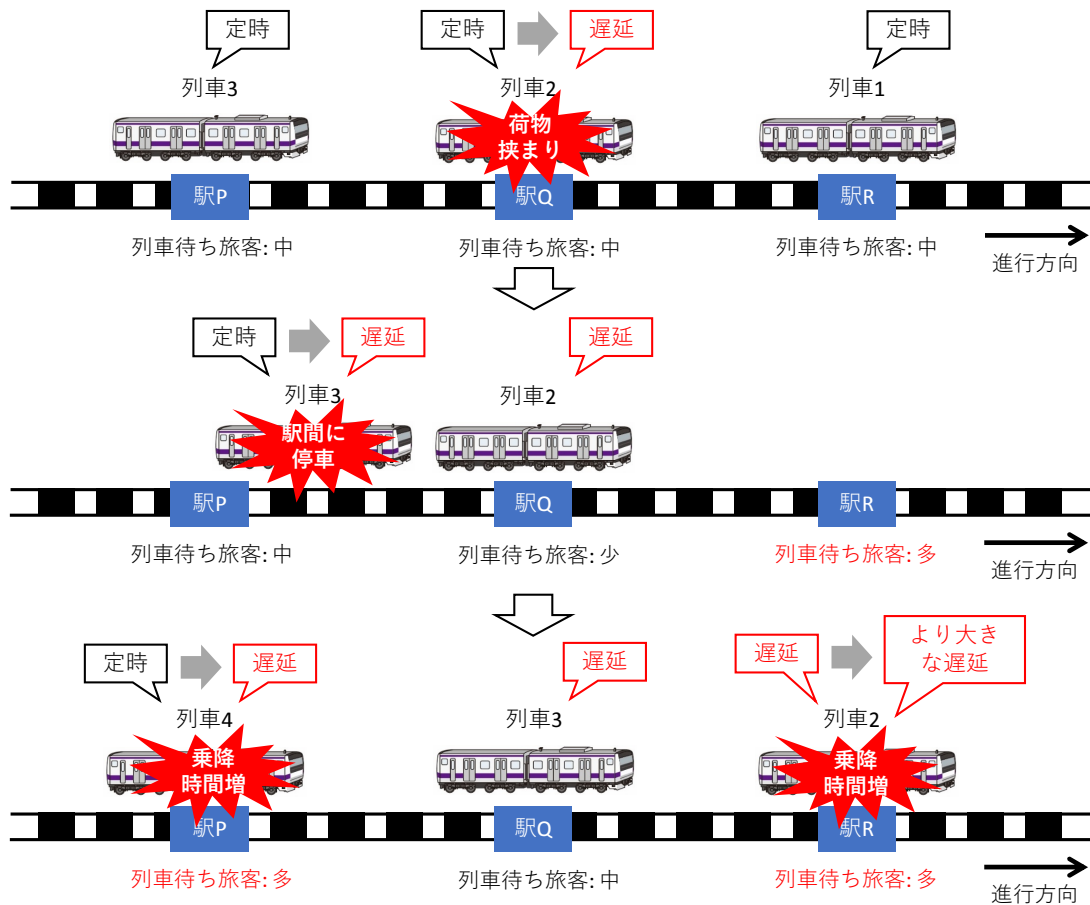 定時
定時
遅延
定時
列車3
列車2
列車1
荷物
挟まり
駅P
駅Q
駅R
列車待ち旅客: 中
列車待ち旅客: 中
列車待ち旅客: 中
進行方向
定時
遅延
遅延
列車3
列車2
駅間に
停車
駅P
駅Q
駅R
列車待ち旅客: 中
列車待ち旅客: 少
列車待ち旅客: 多
進行方向
定時
遅延
遅延
遅延
より大き
な遅延
列車4
列車3
列車2
乗降
時間増
乗降
時間増
駅P
駅Q
駅R
列車待ち旅客: 多
列車待ち旅客: 中
列車待ち旅客: 多
進行方向